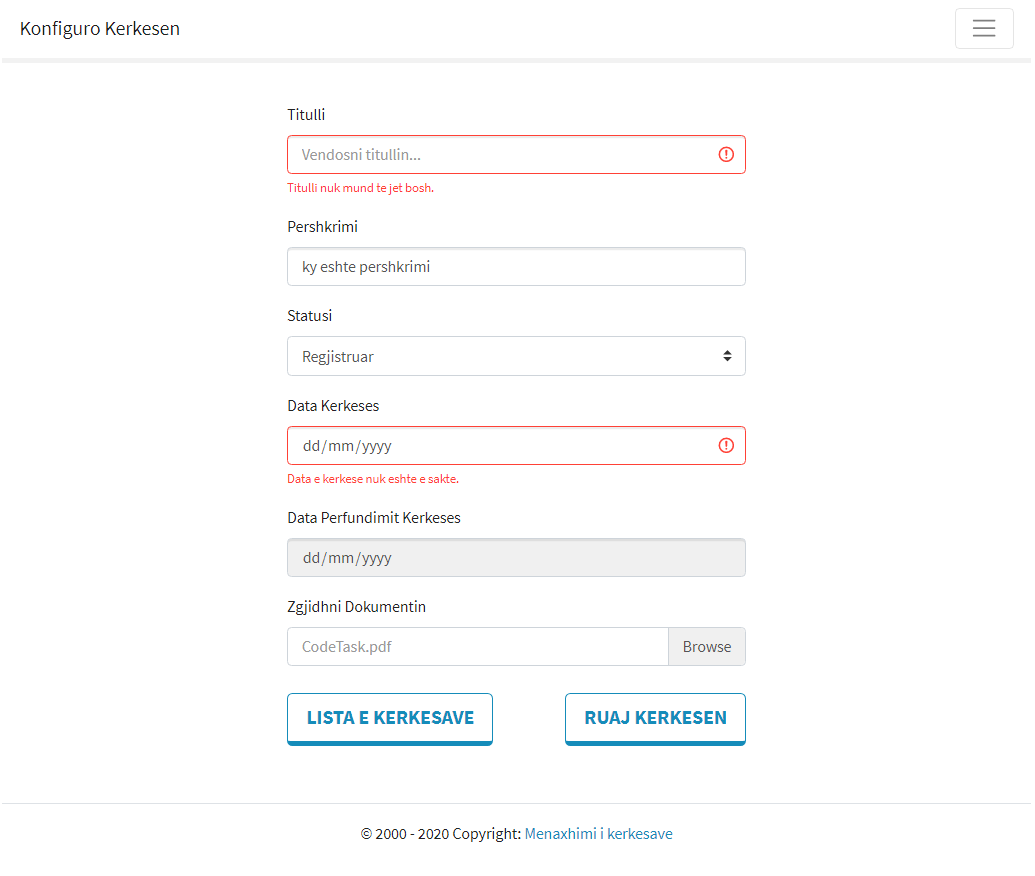 Konfiguro Kerkesen
Titulli
Vendosni titullin...
Titulli nuk mund te jet bosh.
Pershkrimi
ky eshte pershkrimi
Statusi
Regjistruar
Data Kerkeses
dd/mm/yyyy
Data e kerkese nuk eshte e sakte.
Data Perfundimit Kerkeses
dd/mm/yyyy
Zgjidhni Dokumentin
CodeTask.pdf Browse
LISTA E KERKESAVE RUAJ KERKESEN
© 2000 - 2020 Copyright: Menaxhimi i kerkesave